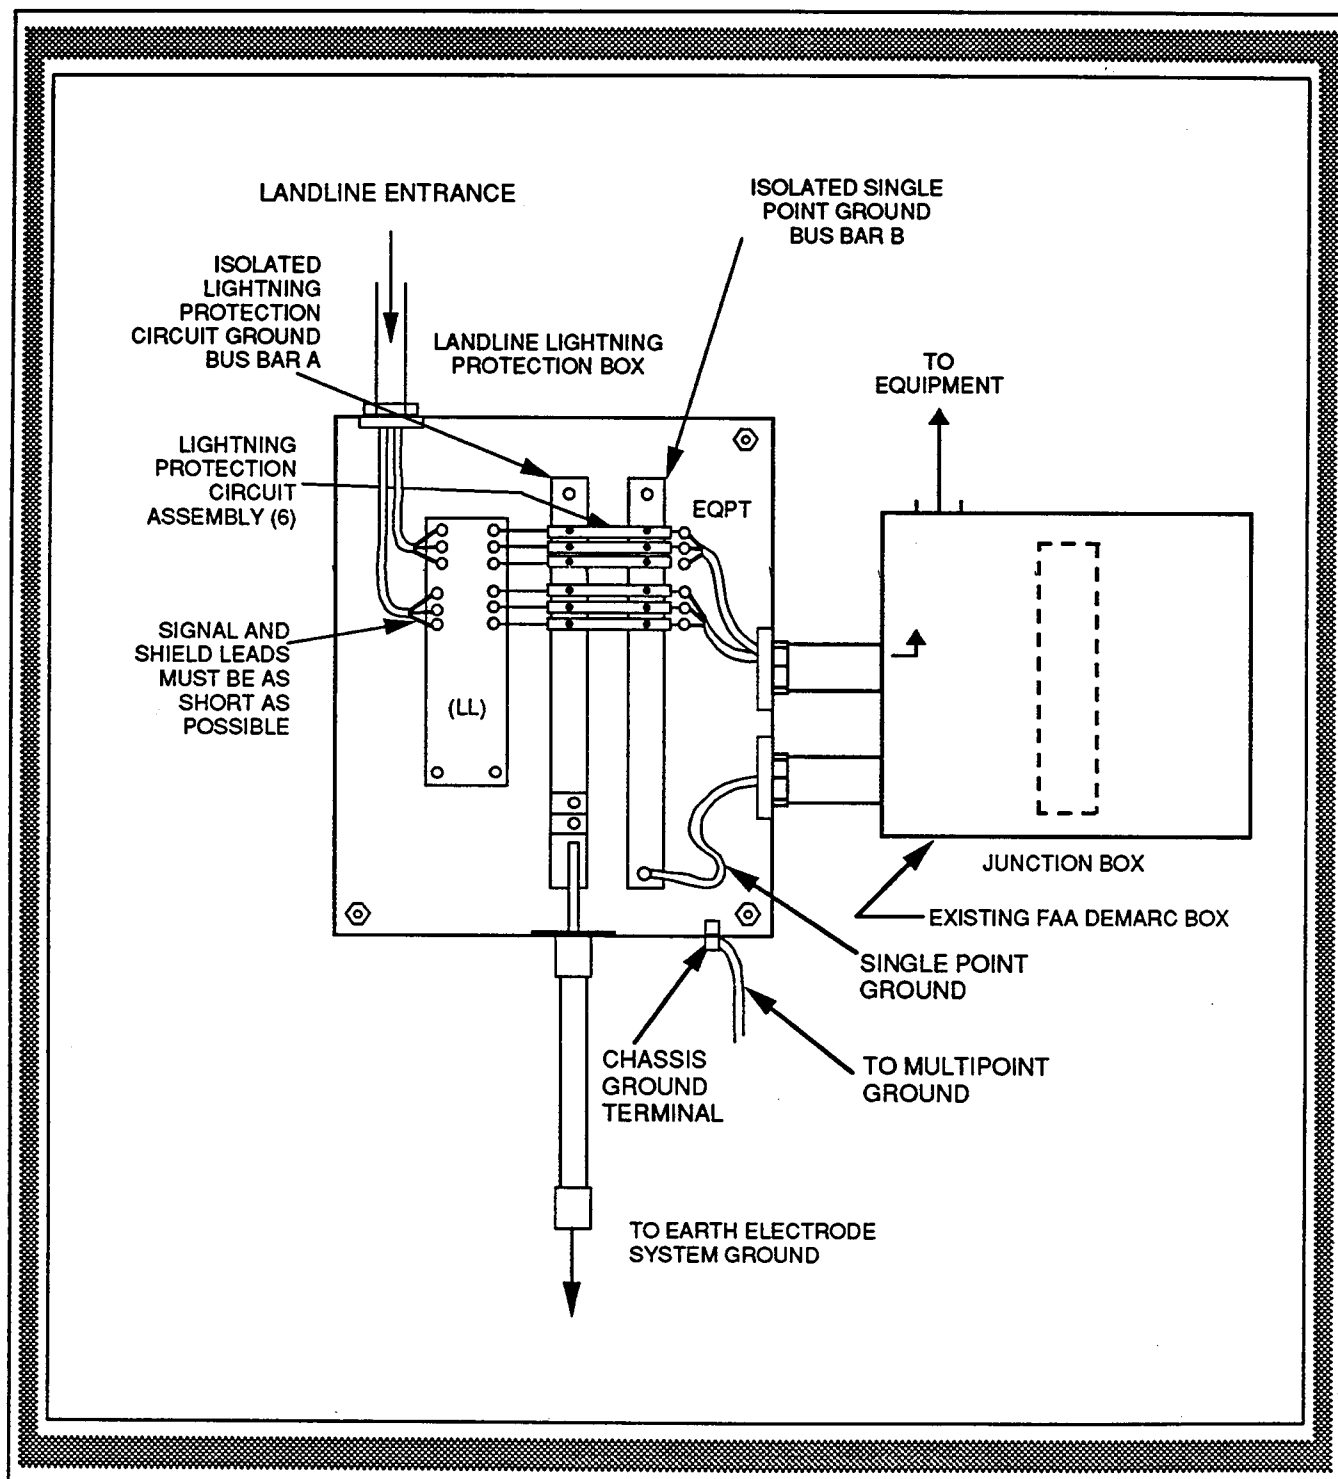 LANDLINE ENTRANCE
ISOLATED SINGLE
POINT GROUND
BUS BAR B
ISOLATED
LIGHTNING
PROTECTION
CIRCUIT GROUND
BUS BAR A
LANDLINE LIGHTNING
PROTECTION BOX
TO
EQUIPMENT
LIGHTNING
PROTECTION
CIRCUIT
ASSEMBLY (6)
EQPT
SIGNAL AND
SHIELD LEADS
MUST BE AS
SHORT AS
POSSIBLE
(LL)
JUNCTION BOX
EXISTING FAA DEMARC BOX
SINGLE POINT
GROUND
CHASSIS
GROUND
TERMINAL
TO MULTIPOINT
GROUND
TO EARTH ELECTRODE
SYSTEM GROUND